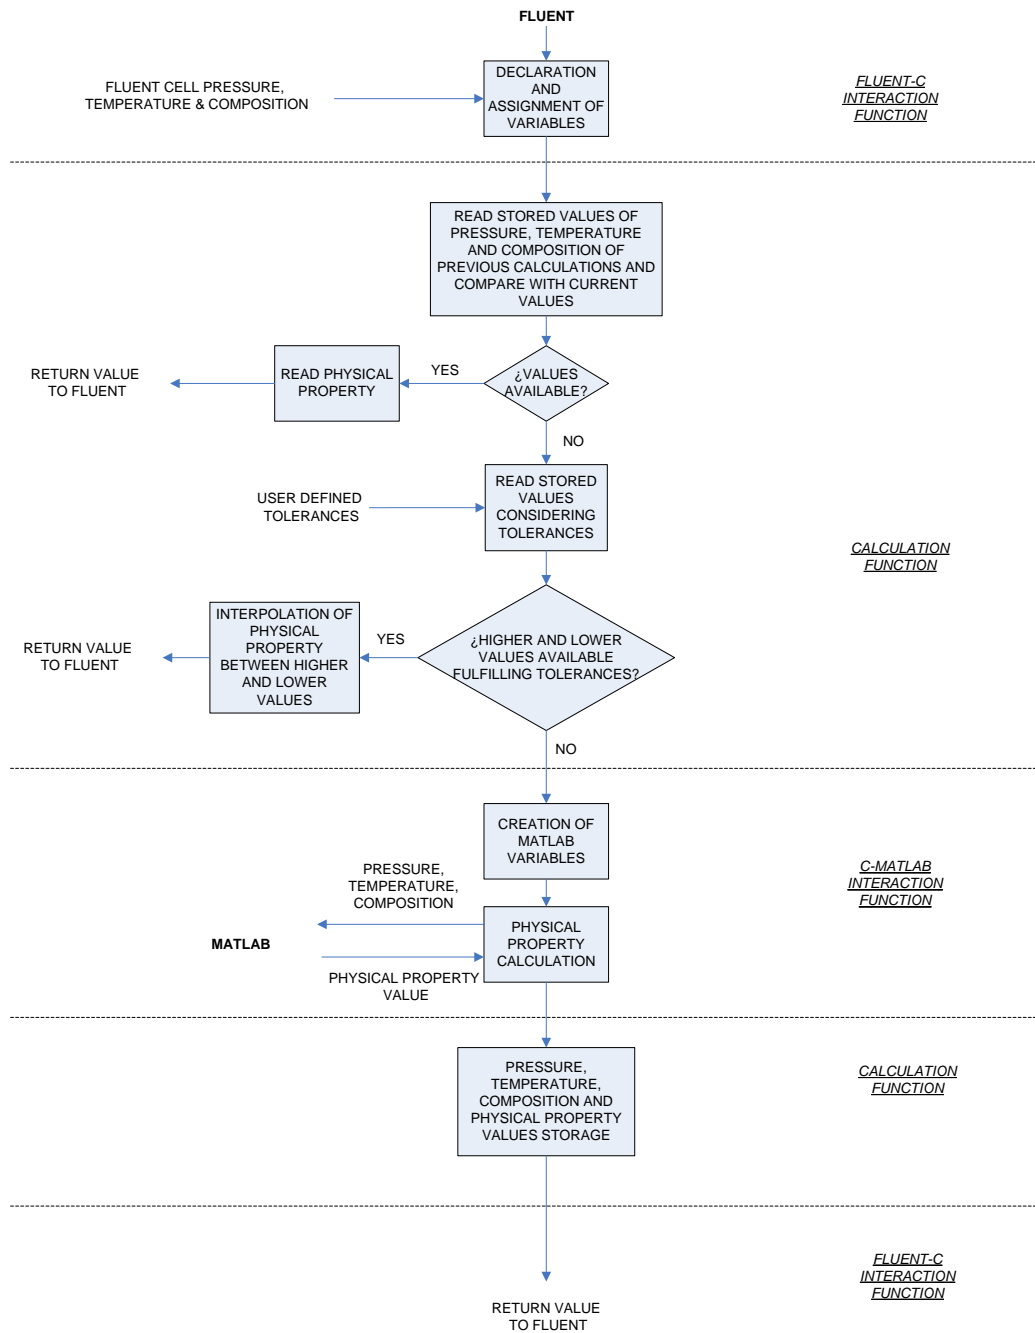 FLUENT
FLUENT CELL PRESSURE,
TEMPERATURE & COMPOSITION
DECLARATION
AND
ASSIGNMENT OF
VARIABLES
FLUENT-C
INTERACTION
FUNCTION
READ STORED VALUES OF
PRESSURE, TEMPERATURE
AND COMPOSITION OF
PREVIOUS CALCULATIONS AND
COMPARE WITH CURRENT
VALUES
RETURN VALUE
TO FLUENT
READ PHYSICAL
PROPERTY
YES
¿VALUES
AVAILABLE?
NO
USER DEFINED
TOLERANCES
READ STORED
VALUES
CONSIDERING
TOLERANCES
CALCULATION
FUNCTION
RETURN VALUE
TO FLUENT
INTERPOLATION OF
PHYSICAL
PROPERTY
BETWEEN HIGHER
AND LOWER
VALUES
YES
¿HIGHER AND LOWER
VALUES AVAILABLE
FULFILLING TOLERANCES?
NO
CREATION OF
MATLAB
VARIABLES
PRESSURE,
TEMPERATURE,
COMPOSITION
C-MATLAB
INTERACTION
FUNCTION
MATLAB
PHYSICAL
PROPERTY
CALCULATION
PHYSICAL PROPERTY
VALUE
PRESSURE,
TEMPERATURE,
COMPOSITION AND
PHYSICAL PROPERTY
VALUES STORAGE
CALCULATION
FUNCTION
FLUENT-C
INTERACTION
FUNCTION
RETURN VALUE
TO FLUENT